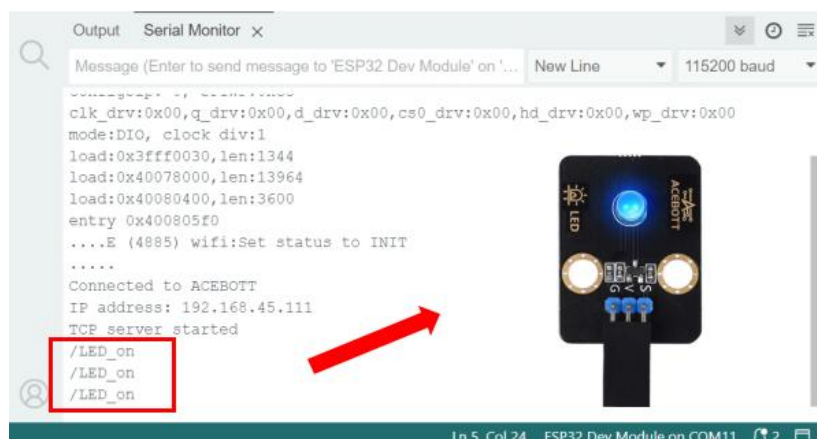 Output Serial Monitor ×
Message (Enter to send message to 'ESP32 Dev Module' on '... New Line 115200 baud
clk_drv:0x00,q_drv:0x00,d_drv:0x00,cs0_drv:0x00,hd_drv:0x00,wp_drv:0x00
mode:DIO, clock div:1
load:0x3fff0030,len:1344
load:0x40078000,len:13964
load:0x40080400,len:3600
entry 0x400805f0
....E (4885) wifi:Set status to INIT
.....
Connected to ACEBOTT
IP address: 192.168.45.111
TCP server started
/LED_on
/LED_on
/LED_on
LED
ACEBOTT
G V S
Ln 5, Col 24 ESP32 Dev Module on COM11 2